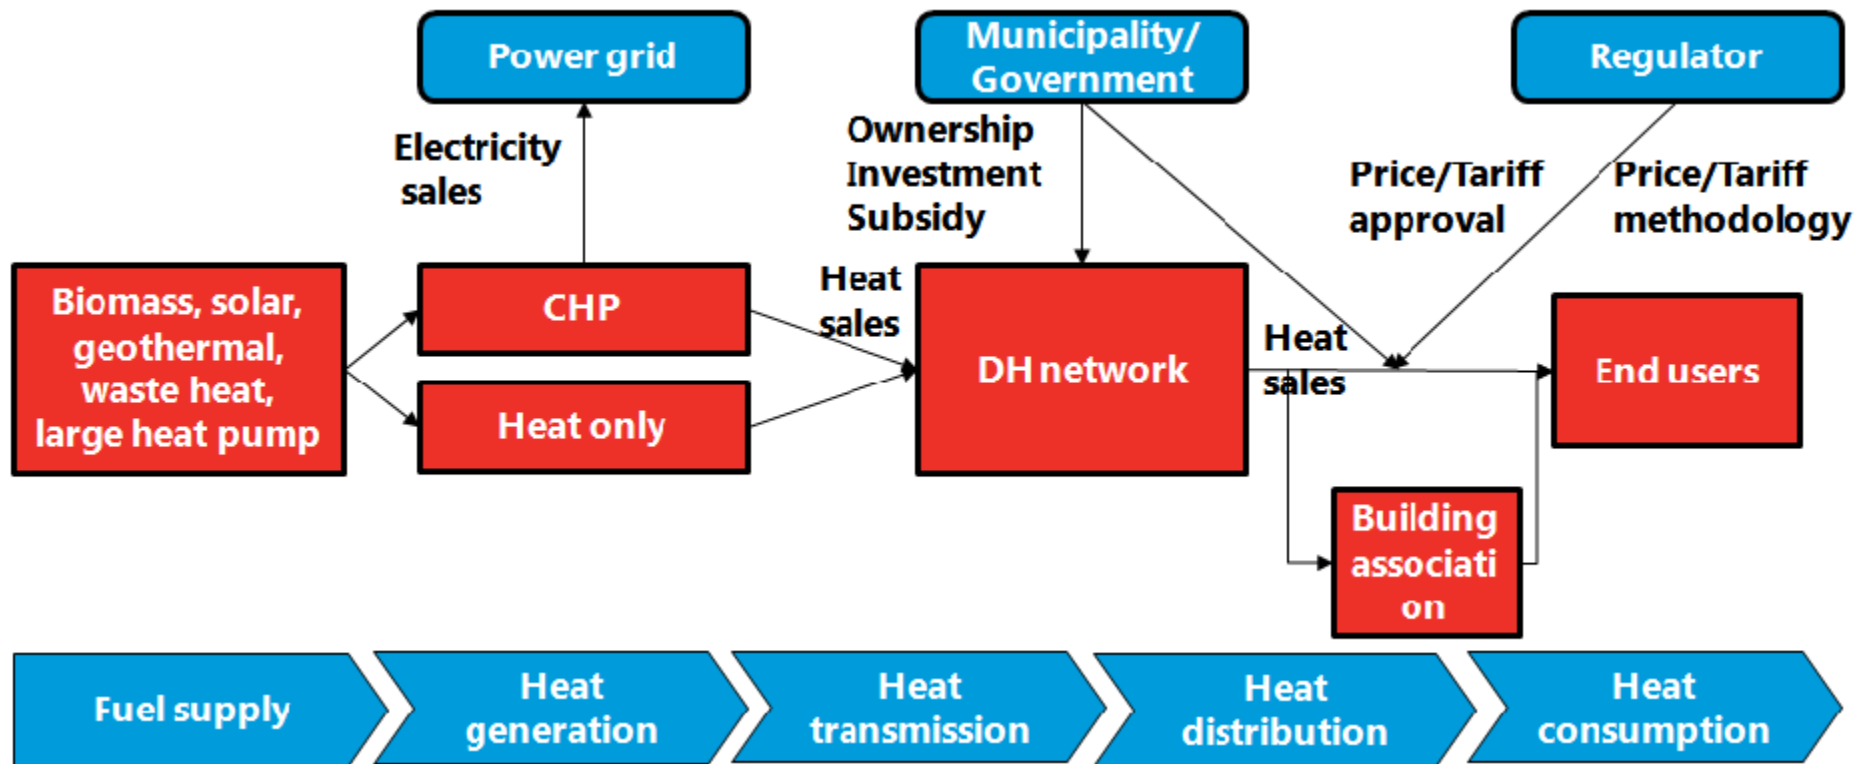 Power grid
Municipality/
Government
Regulator
Electricity
sales
Ownership
Investment
Subsidy
Price/Tariff
approval
Price/Tariff
methodology
Biomass, solar,
geothermal,
waste heat,
large heat pump
CHP
Heat only
Heat
sales
DH network
Heat
sales
End users
Building
associati
on
Fuel supply
Heat
generation
Heat
transmission
Heat
distribution
Heat
consumption